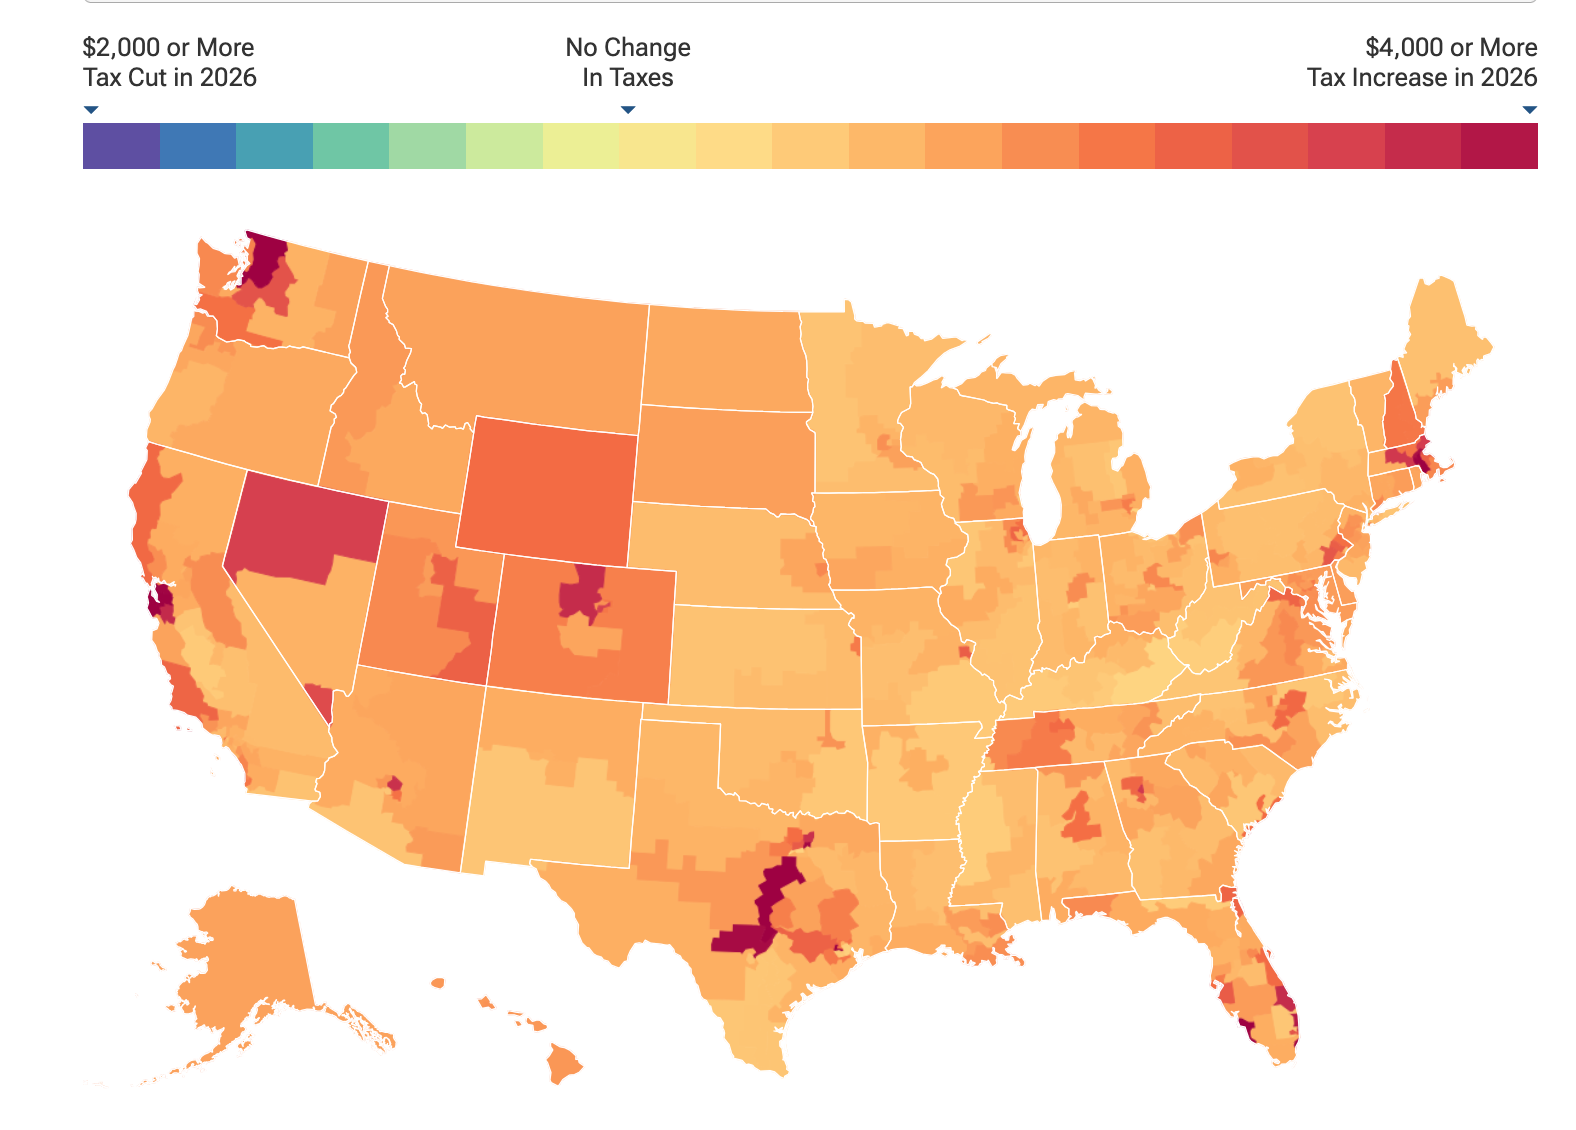 $2,000 or More
Tax Cut in 2026
No Change
In Taxes
$4,000 or More
Tax Increase in 2026